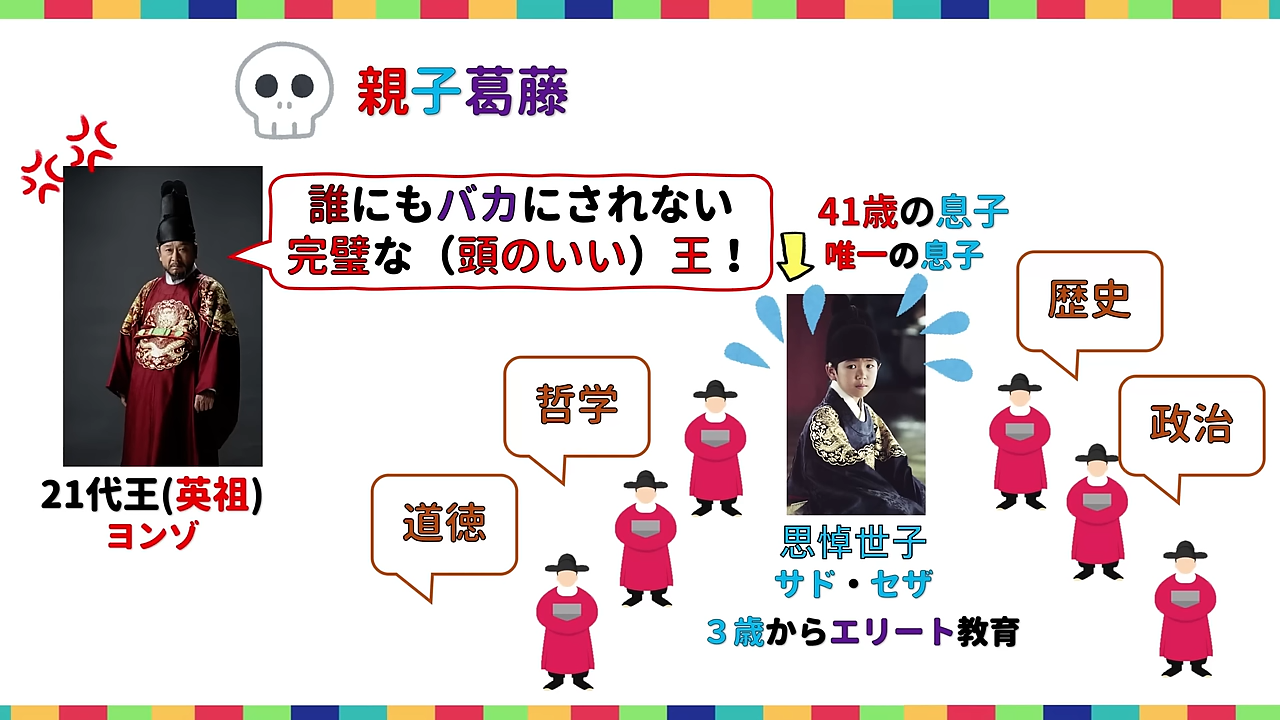 親子葛藤
誰にもバカにされない
完璧な（頭のいい）王！
41歳の息子
唯一の息子
歴史
政治
哲学
道徳
21代王(英祖)
ヨンゾ
思悼世子
サド・セザ
３歳からエリート教育